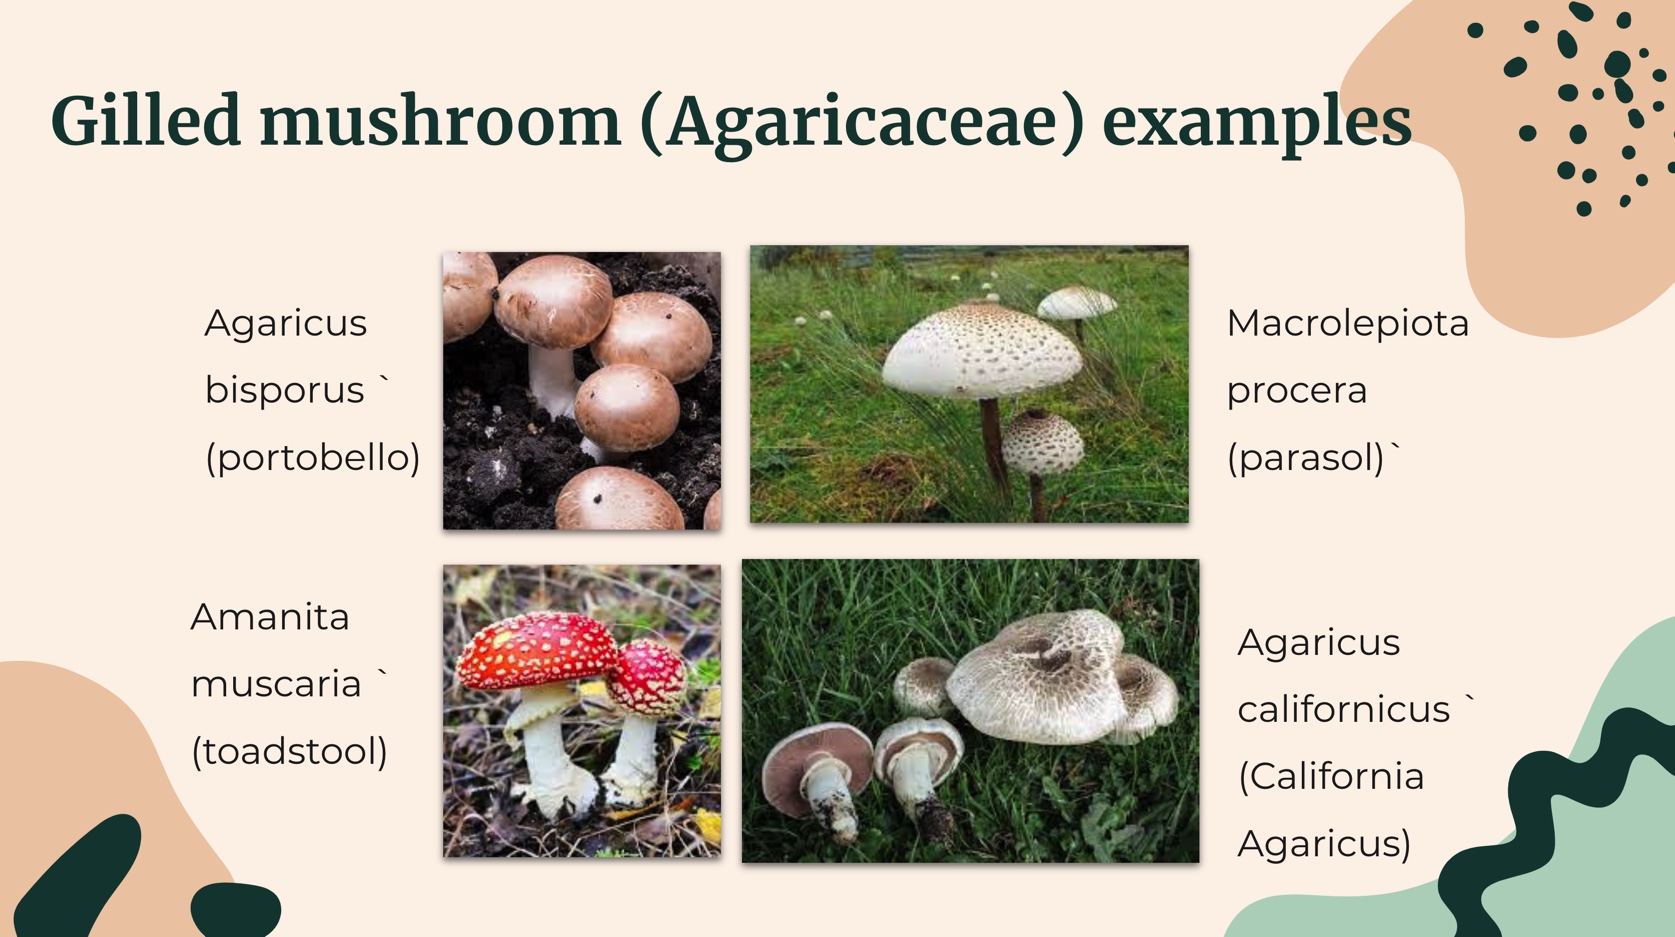 Gilled mushroom (Agaricaceae) examples
Agaricus
bisporus `
(portobello)
Macrolepiota
procera
(parasol)`
Amanita
muscaria `
(toadstool)
Agaricus
californicus `
(California
Agaricus)